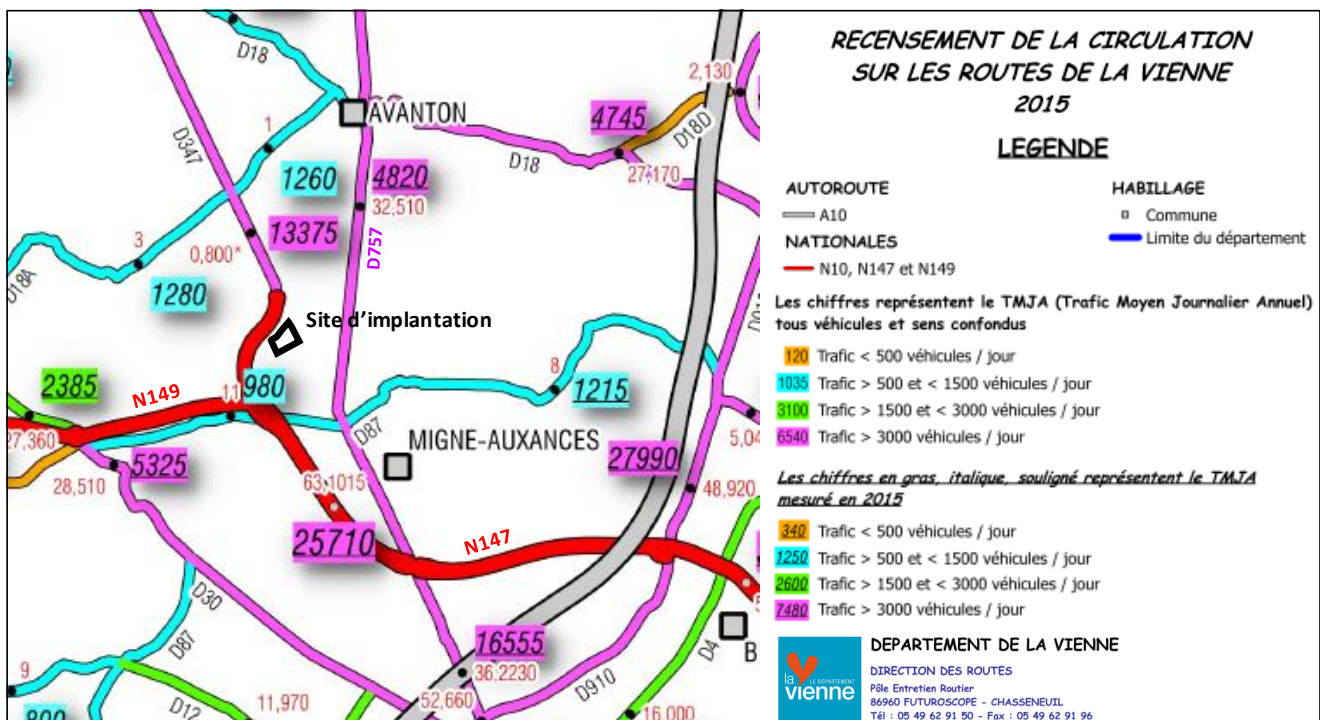 D18
2,130
AVANTON
4745
D18D
D347
1
D18
27,170
1260
4820
32,510
13375
D757
3
0,800*
D18A
1280
Site d'implantation
8
2385
N149
11
980
1215
D87
MIGNE-AUXANCES
27,360
5325
27990
28,510
63,1015
48,920
25710
N147
D30
16555
D4
B
D87
36,2230
9
52,660
D910
11,970
D12
16,000
RECENSEMENT DE LA CIRCULATION
SUR LES ROUTES DE LA VIENNE
2015
LEGENDE
AUTOROUTE
A10
NATIONALES
N10, N147 et N149
HABILLAGE
Commune
Limite du département
Les chiffres représentent le TMJA (Trafic Moyen Journalier Annuel)
tous véhicules et sens confondus
120 Trafic < 500 véhicules / jour
1035 Trafic > 500 et < 1500 véhicules / jour
3100 Trafic > 1500 et < 3000 véhicules / jour
6540 Trafic > 3000 véhicules / jour
Les chiffres en gras, italique, souligné représentent le TMJA
mesuré en 2015
340 Trafic < 500 véhicules / jour
1250 Trafic > 500 et < 1500 véhicules / jour
2600 Trafic > 1500 et < 3000 véhicules / jour
7480 Trafic > 3000 véhicules / jour
la vienne
LE DÉPARTEMENT
DEPARTEMENT DE LA VIENNE
DIRECTION DES ROUTES
Pôle Entretien Routier
86960 FUTUROSCOPE - CHASSENEUIL
Tél : 05 49 62 91 50 - Fax : 05 49 62 91 96